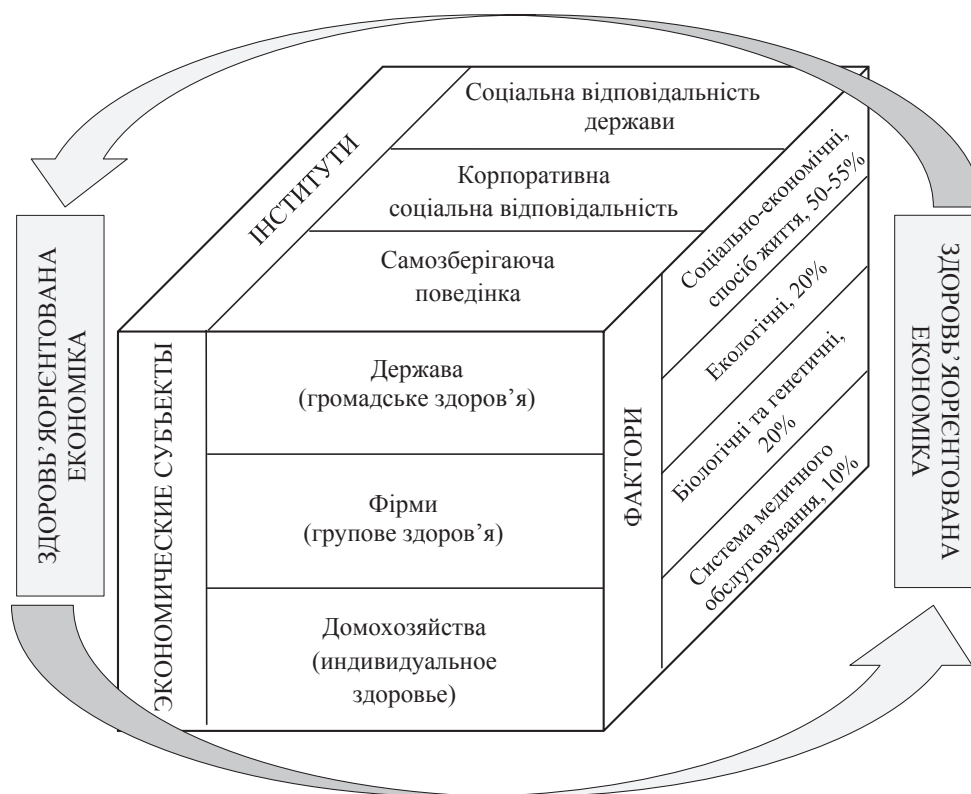 ІНСТИТУТИ
Соціальна відповідальність
держави
Корпоративна
соціальна відповідальність
Самозберігаюча
поведінка
ЗДОРОВ’ЯОРІЄНТОВАНА
ЕКОНОМІКА
ЭКОНОМИЧЕСКИЕ СУБЪЕКТЫ
Держава
(громадське здоров’я)
Фірми
(групове здоров’я)
Домохозяйства
(индивидуальное
здоровье)
ФАКТОРИ
Соціально-економічні,
спосіб життя, 50-55%
Екологічні, 20%
Біологічні та генетичні,
20%
Система медичного
обслуговування, 10%
ЗДОРОВЬ’ЯОРІЄНТОВАНА
ЕКОНОМІКА